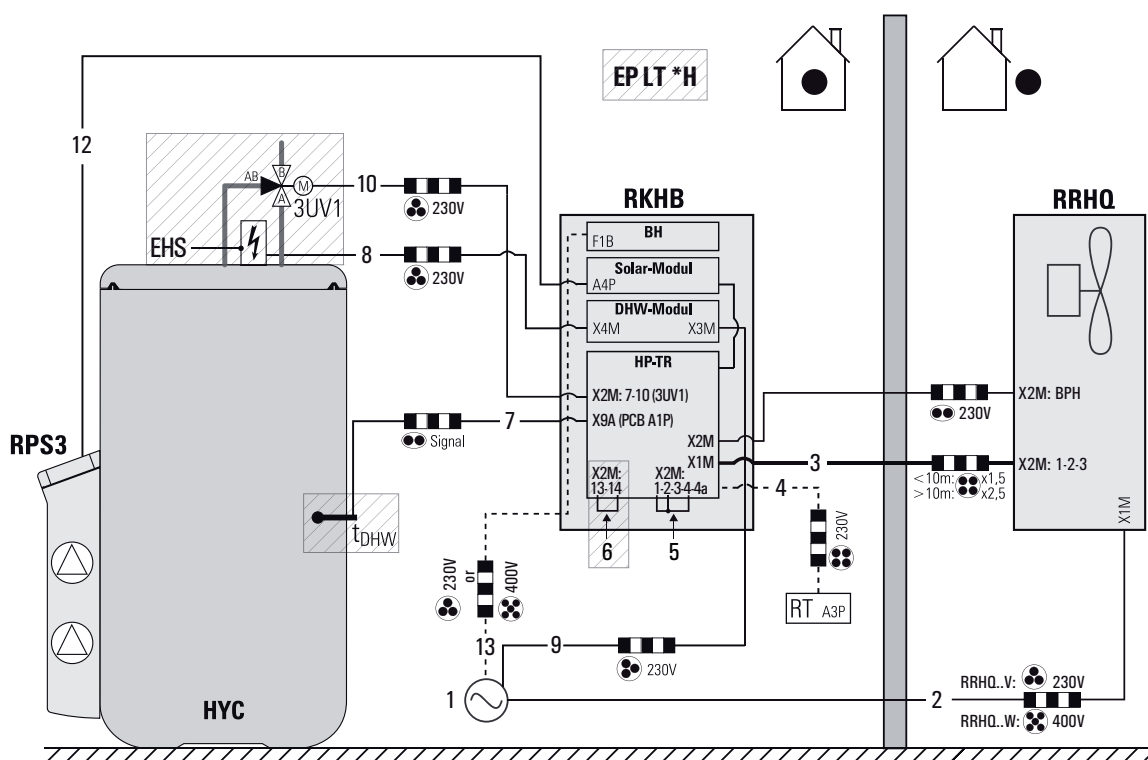 EP LT *H
12
AB
B
M
A
10
3UV1
230V
EHS
8
230V
RKHB
BH
F1B
Solar-Modul
A4P
DHW-Modul
X4M
X3M
HP-TR
X2M: 7-10 (3UV1)
X9A (PCB A1P)
X2M
X1M
X2M:
13-14
X2M:
1-2-3-4-4a
6
5
RRHQ
X2M: BPH
230V
3
X2M: 1-2-3
<10m: x1,5
>10m: x2,5
X1M
7
Signal
RPS3
tDHW
4
230V
RT A3P
230V
or
400V
13
9
230V
1
2
RRHQ..V: 230V
RRHQ..W: 400V
HYC